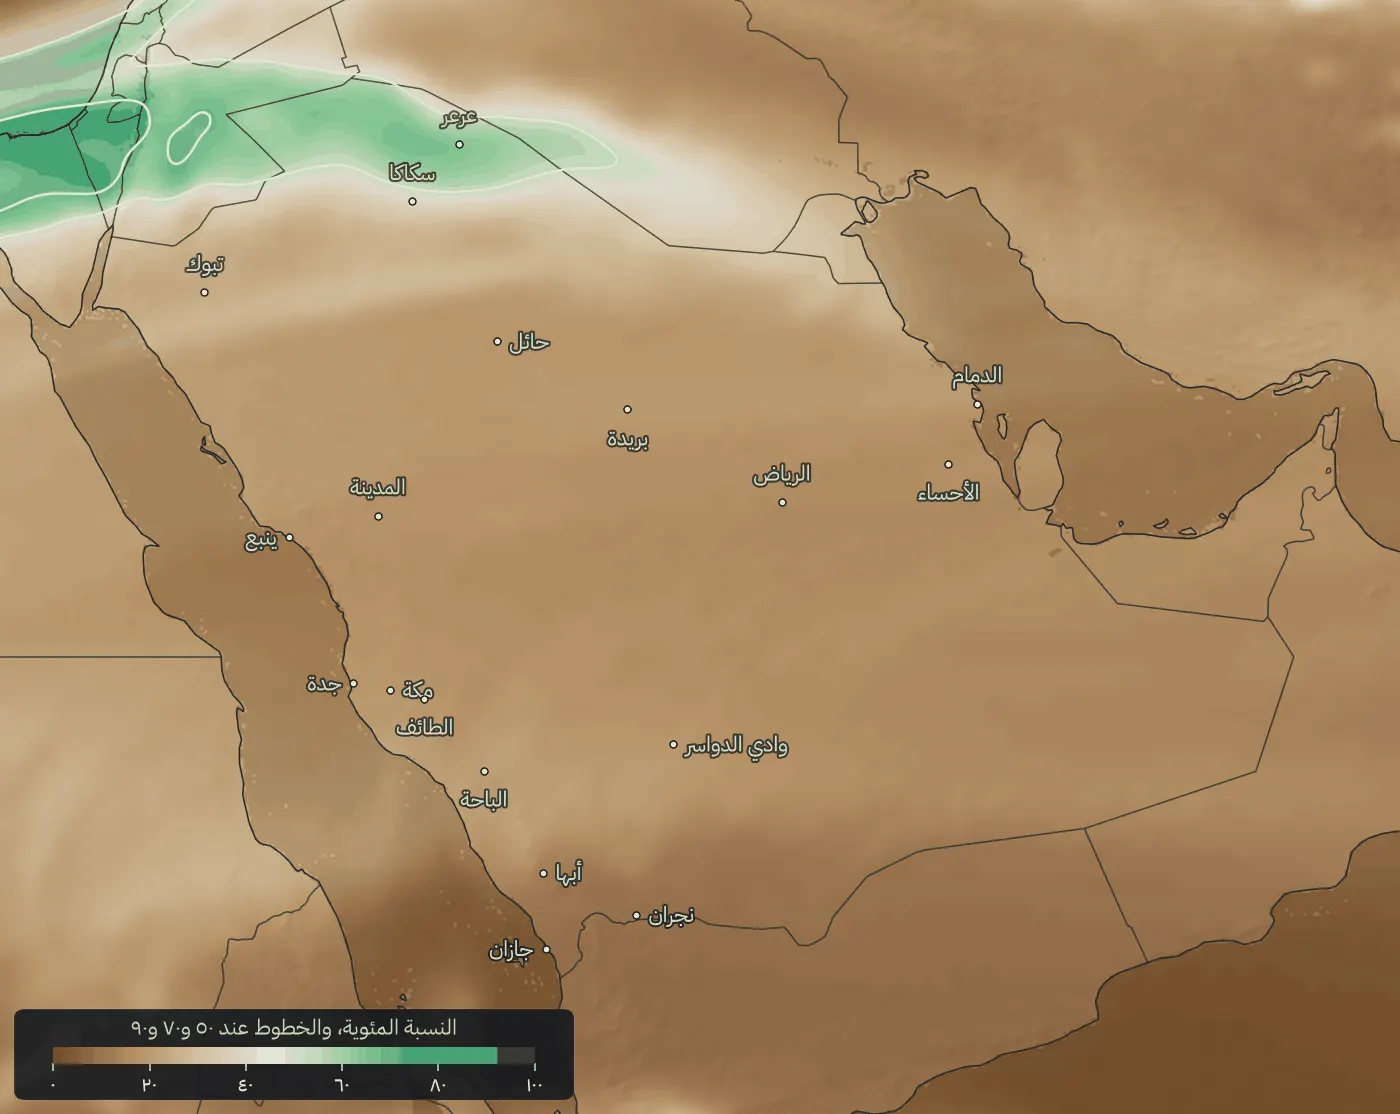 عرعر
سكاكا
تبوك
حائل
الدمام
بريدة
الرياض
المدينة
الأحساء
ينبع
جدة
مكة
الطائف
وادي الدواسر
الباحة
أبها
نجران
جازان
النسبة المئوية، والخطوط عند ٥٠ و٧٠ و٩٠
٠ ٢٠ ٤٠ ٦٠ ٨٠ ١٠٠